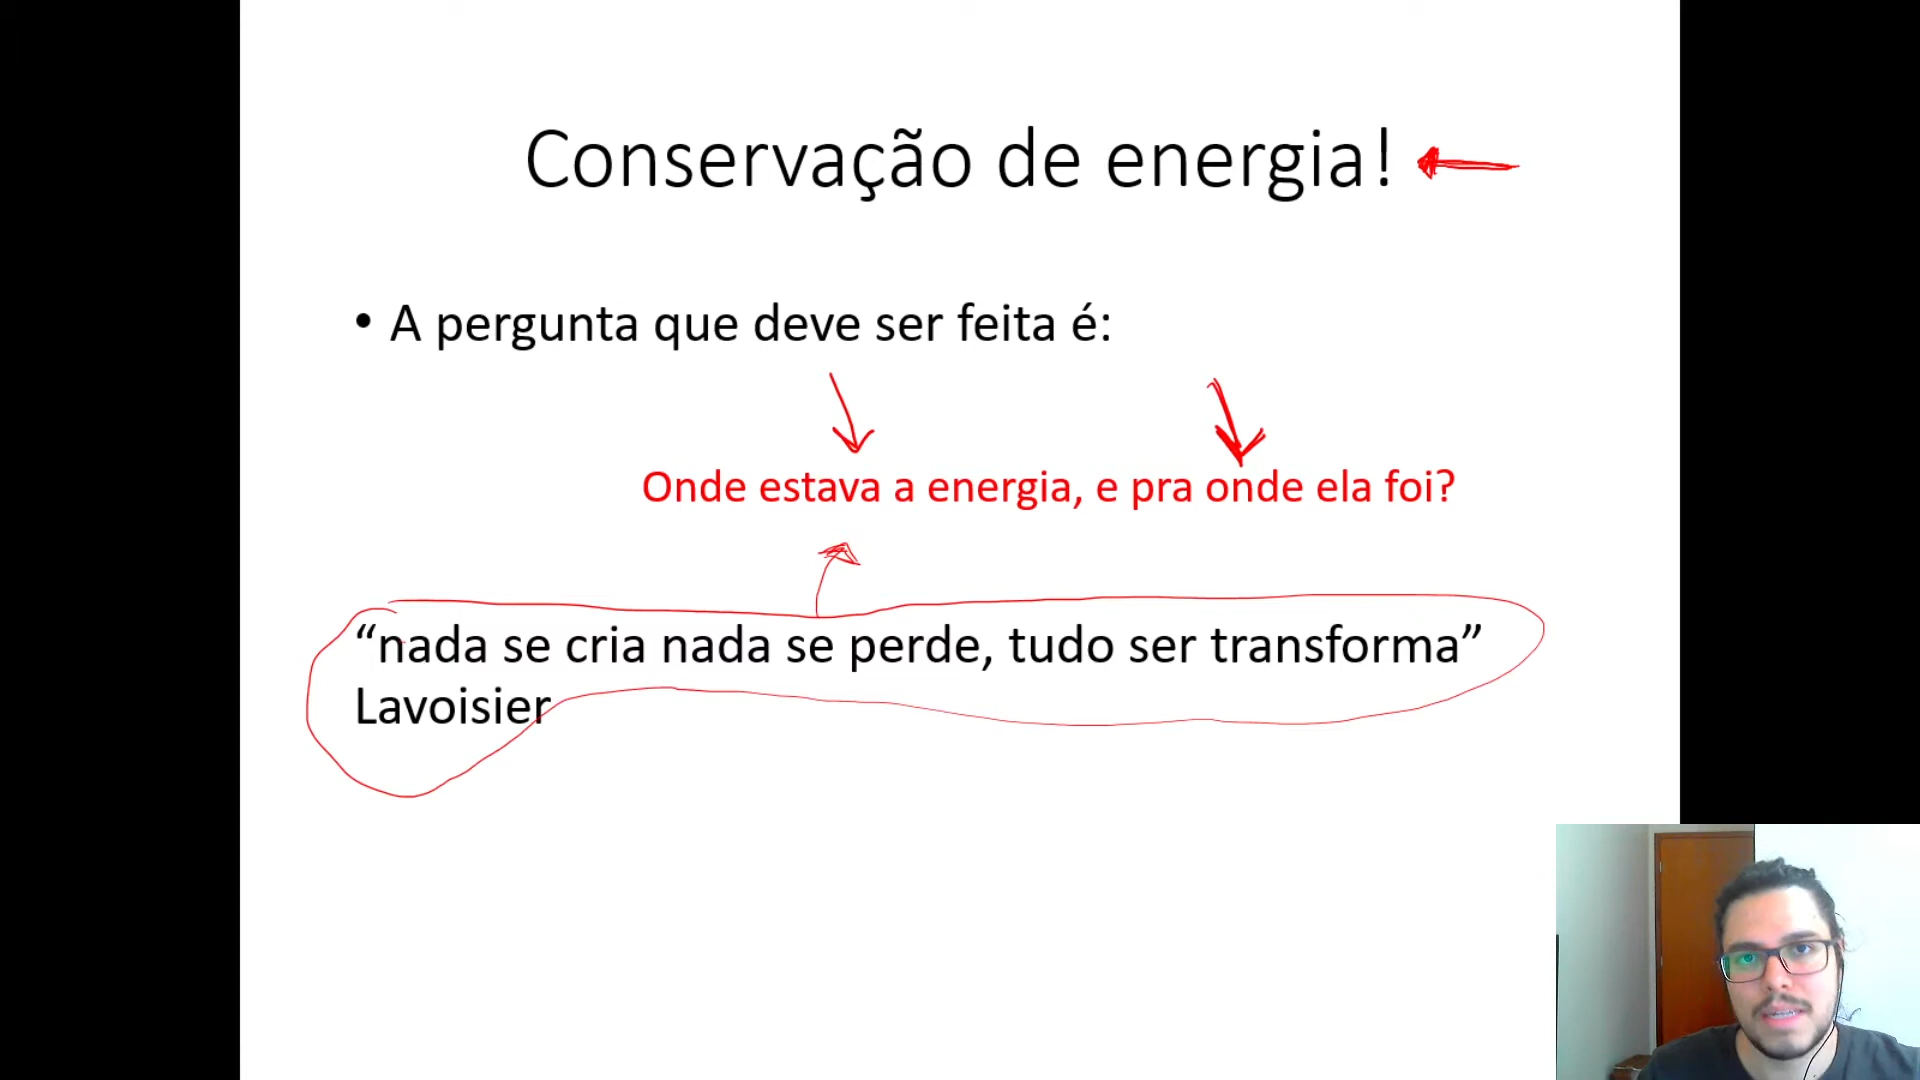 Conservação de energia!
• A pergunta que deve ser feita é:
Onde estava a energia, e pra onde ela foi?
“nada se cria nada se perde, tudo ser transforma”
Lavoisier